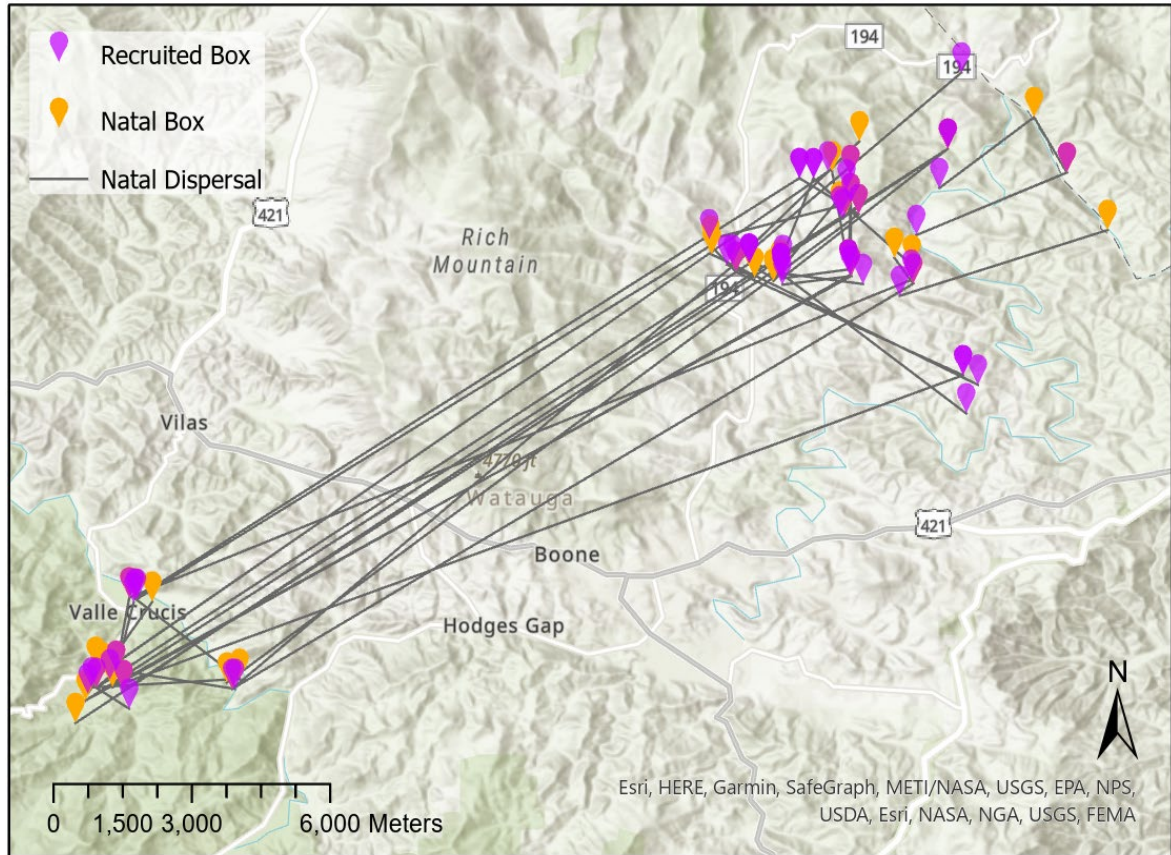 Recruited Box
Natal Box
Natal Dispersal
194
194
421
Rich
Mountain
194
Vilas
4770 ft
Watauga
421
Boone
Valle Crucis
Hodges Gap
N
0 1,500 3,000 6,000 Meters
Esri, HERE, Garmin, SafeGraph, METI/NASA, USGS, EPA, NPS,
USDA, Esri, NASA, NGA, USGS, FEMA